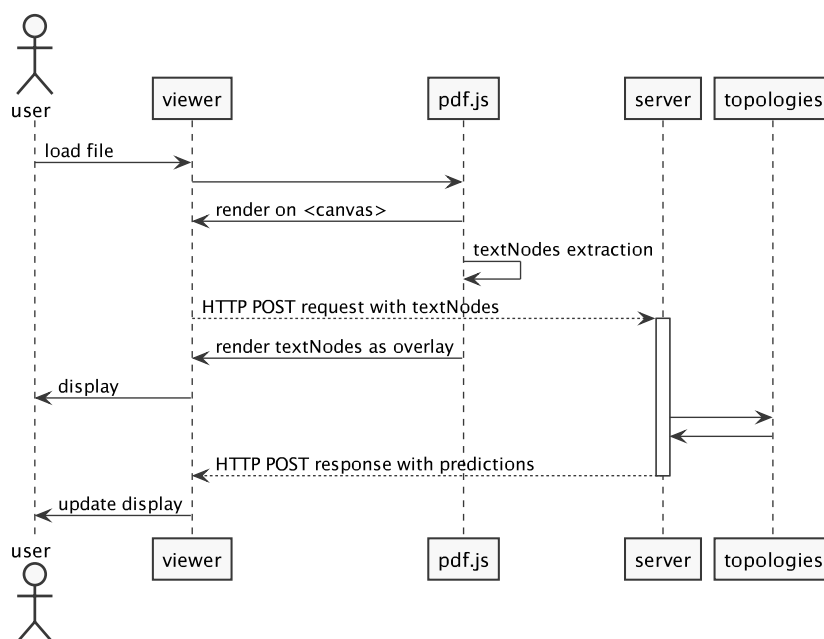 user
viewer
pdf.js
server
topologies
load file
render on <canvas>
textNodes extraction
HTTP POST request with textNodes
render textNodes as overlay
display
HTTP POST response with predictions
update display
user
viewer
pdf.js
server
topologies